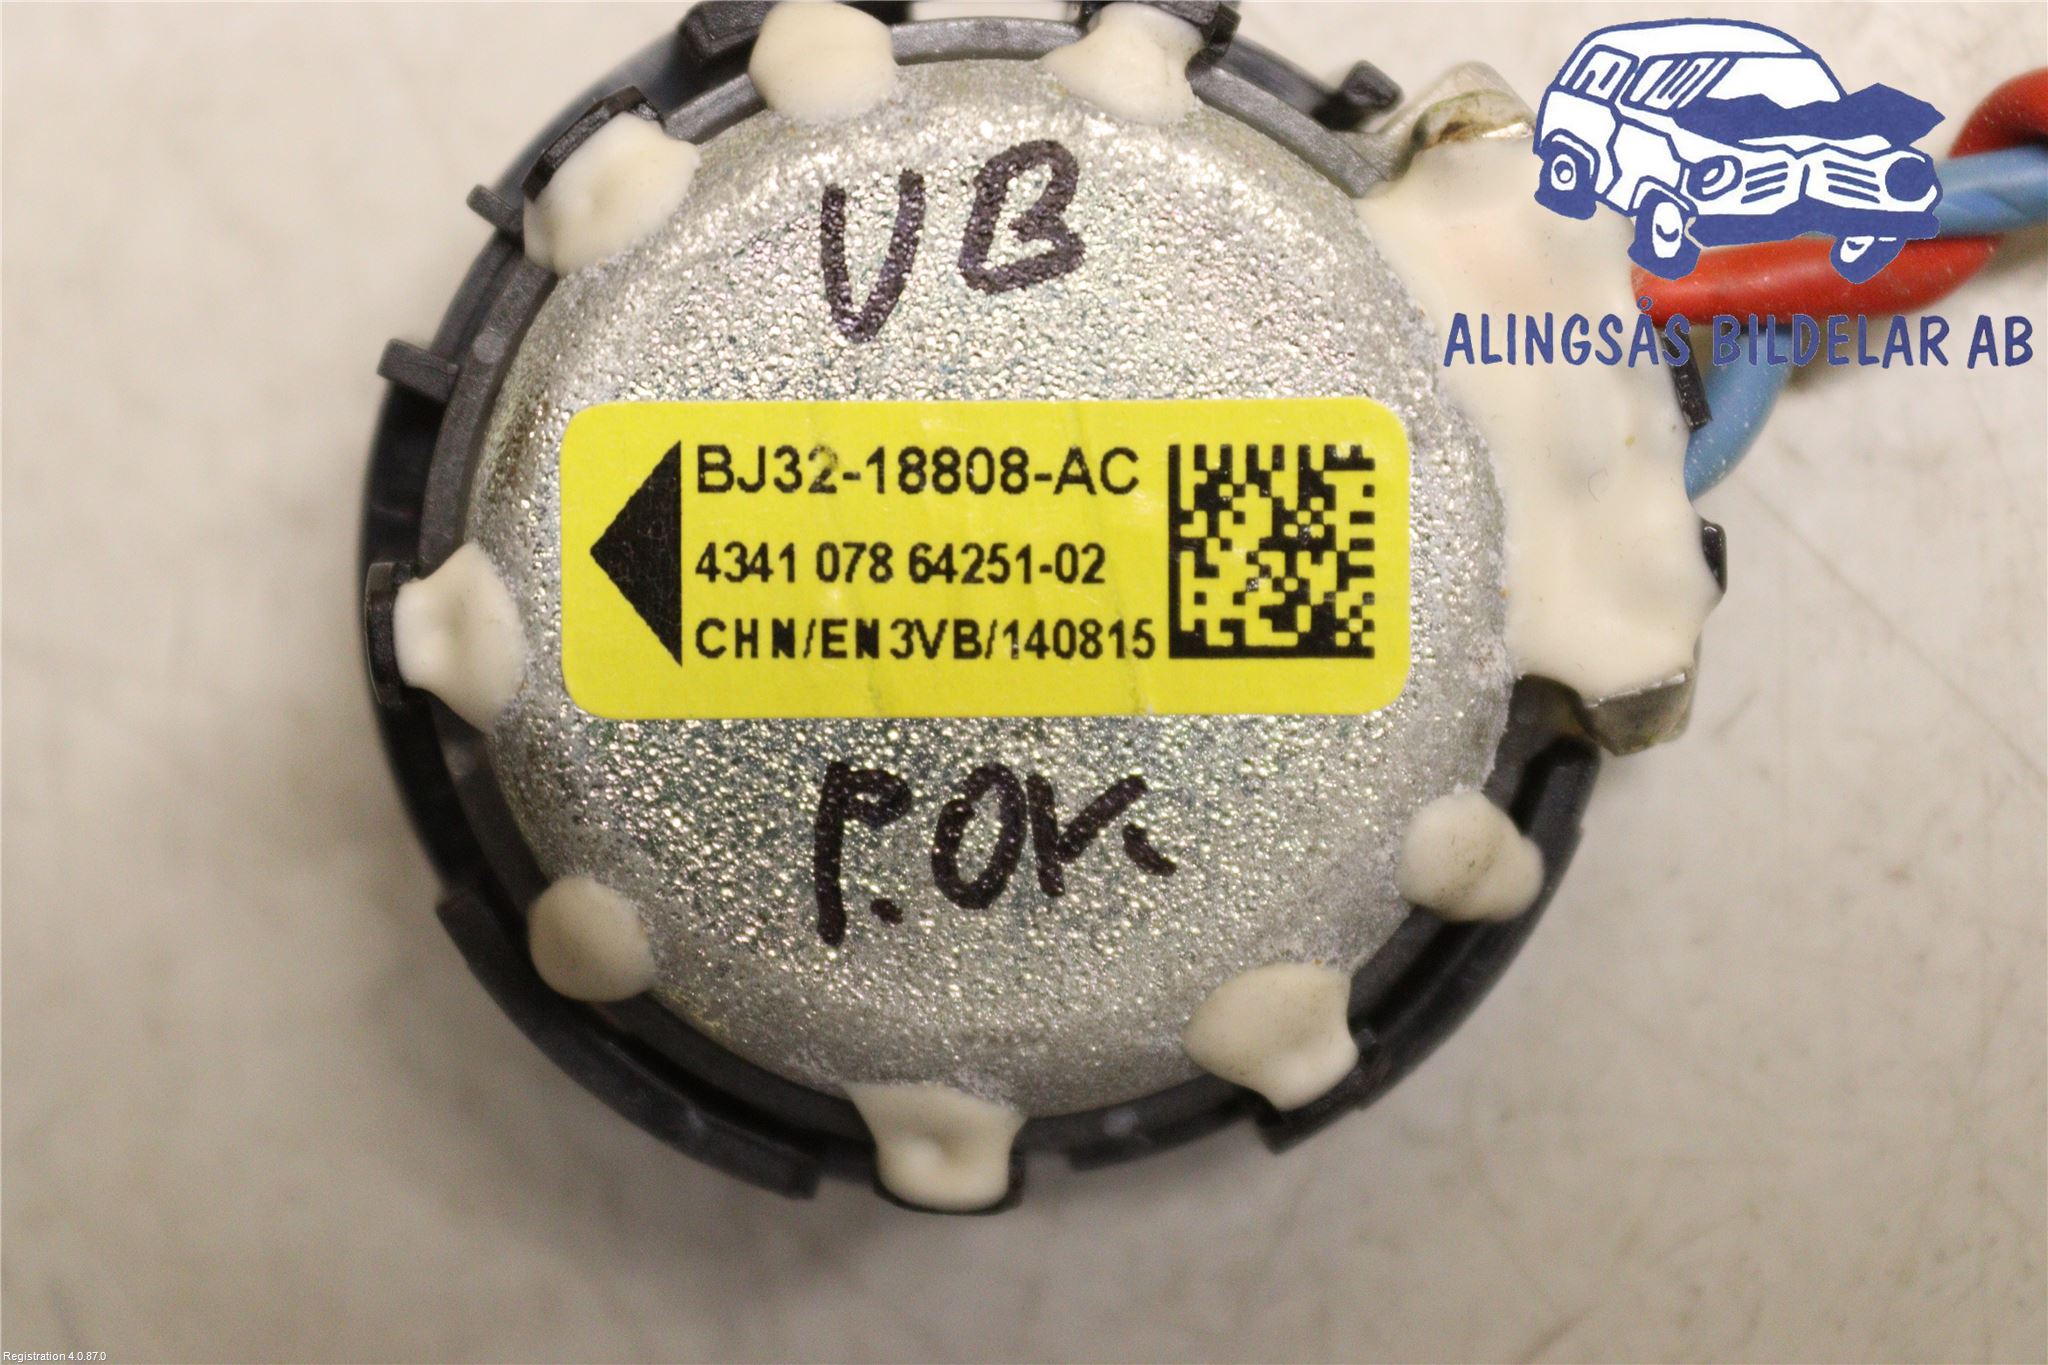 VB
ALINGSÅS BILDELAR AB
BJ32-18808-AC
4341 078 64251-02
CHN/EN3VB/140815
P.OK.
Registration 4.0.87.0